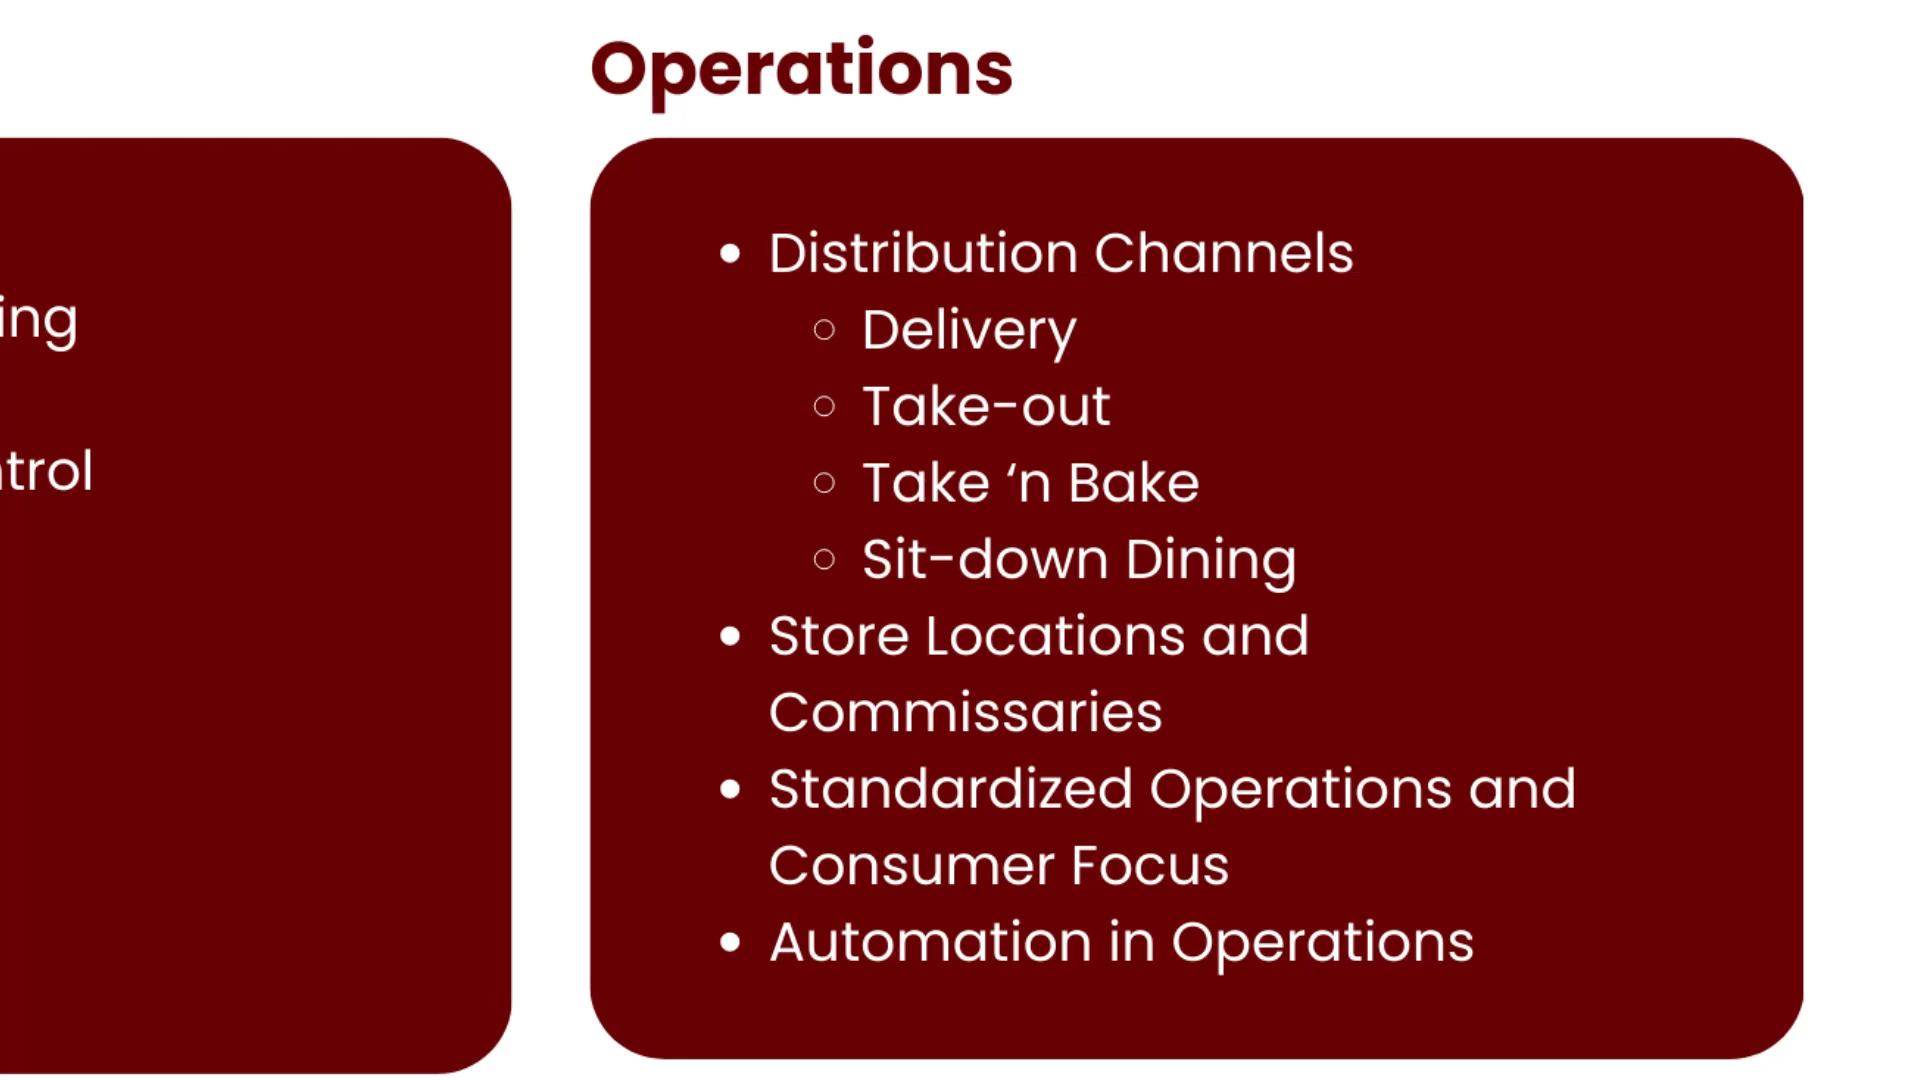 Operations
ing
trol
• Distribution Channels
○ Delivery
○ Take-out
○ Take ‘n Bake
○ Sit-down Dining
• Store Locations and
Commissaries
• Standardized Operations and
Consumer Focus
• Automation in Operations